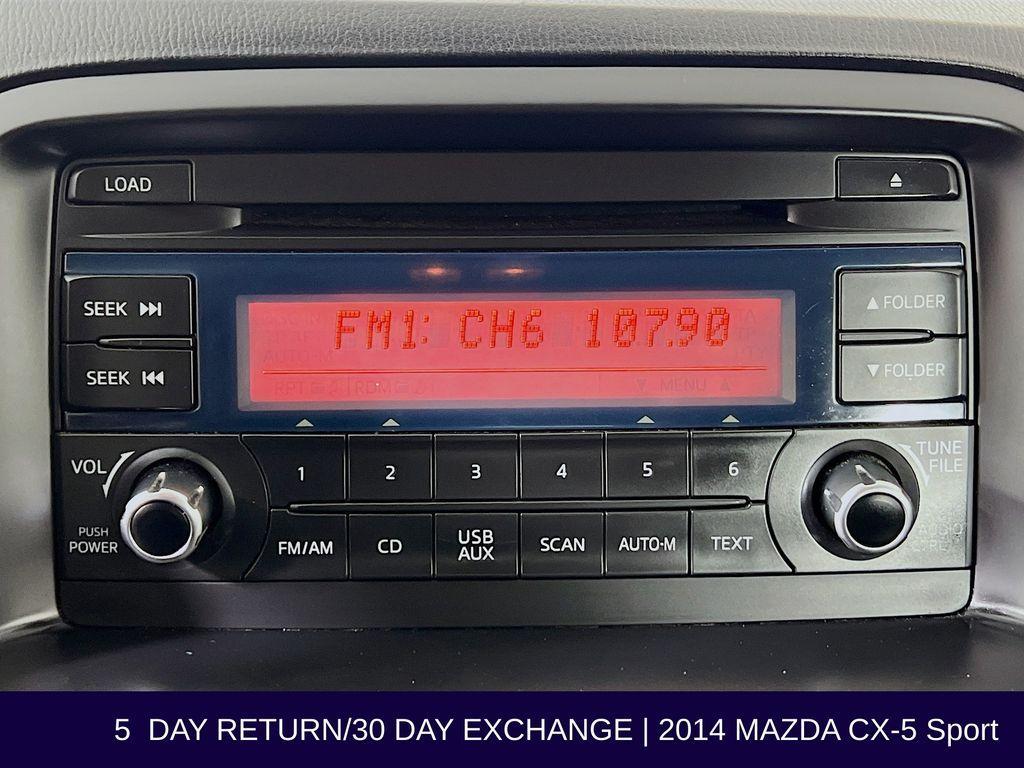 LOAD
SEEK
FM1: CH6 107.90
FOLDER
AUTO-M
SEEK
RPT RDM MENU
FOLDER
VOL
1 2 3 4 5 6
TUNE
FILE
PUSH
POWER
FM/AM
CD
USB
AUX
SCAN
AUTO-M
TEXT
AUDIO
5 DAY RETURN/30 DAY EXCHANGE | 2014 MAZDA CX-5 Sport